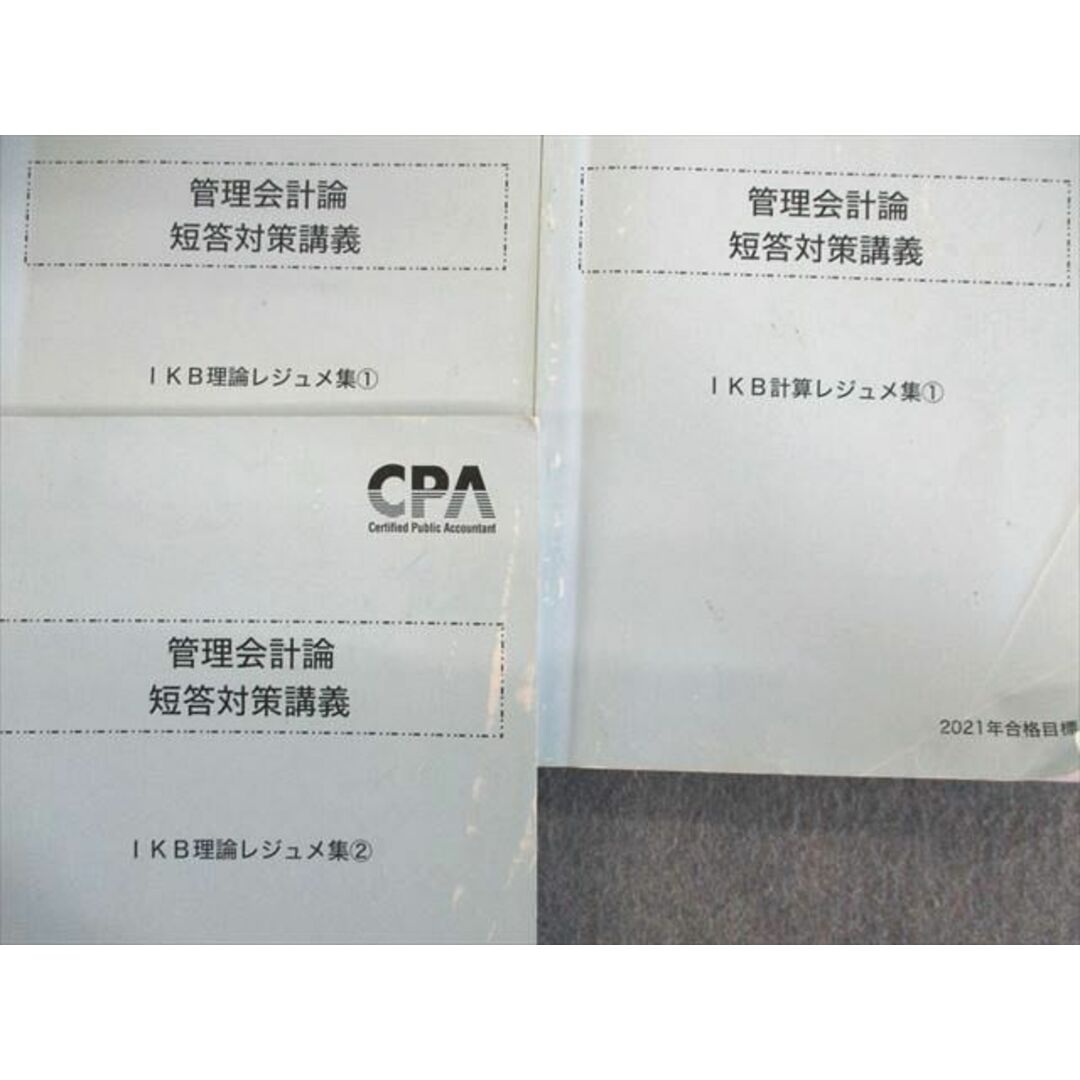 管理会計論
短答対策講義
ＩＫＢ理論レジュメ集①
管理会計論
短答対策講義
ＩＫＢ計算レジュメ集①
2021年合格目標
CPA
Certified Public Accountant
管理会計論
短答対策講義
ＩＫＢ理論レジュメ集②